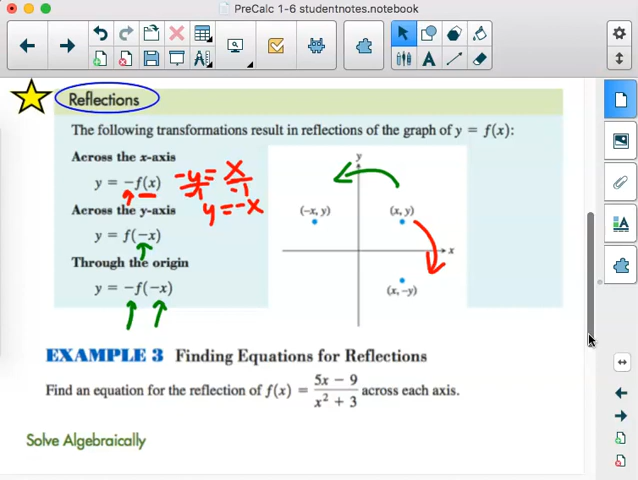 PreCalc 1-6 studentnotes.notebook
Reflections
The following transformations result in reflections of the graph of y = f(x):
Across the x-axis
y = −f(x)
-y = x
-1 -1
y = -x
Across the y-axis
y = f(−x)
Through the origin
y = −f(−x)
y
(−x, y) (x, y)
x
(x, −y)
EXAMPLE 3 Finding Equations for Reflections
Find an equation for the reflection of f(x) = (5x − 9)/(x² + 3) across each axis.
Solve Algebraically